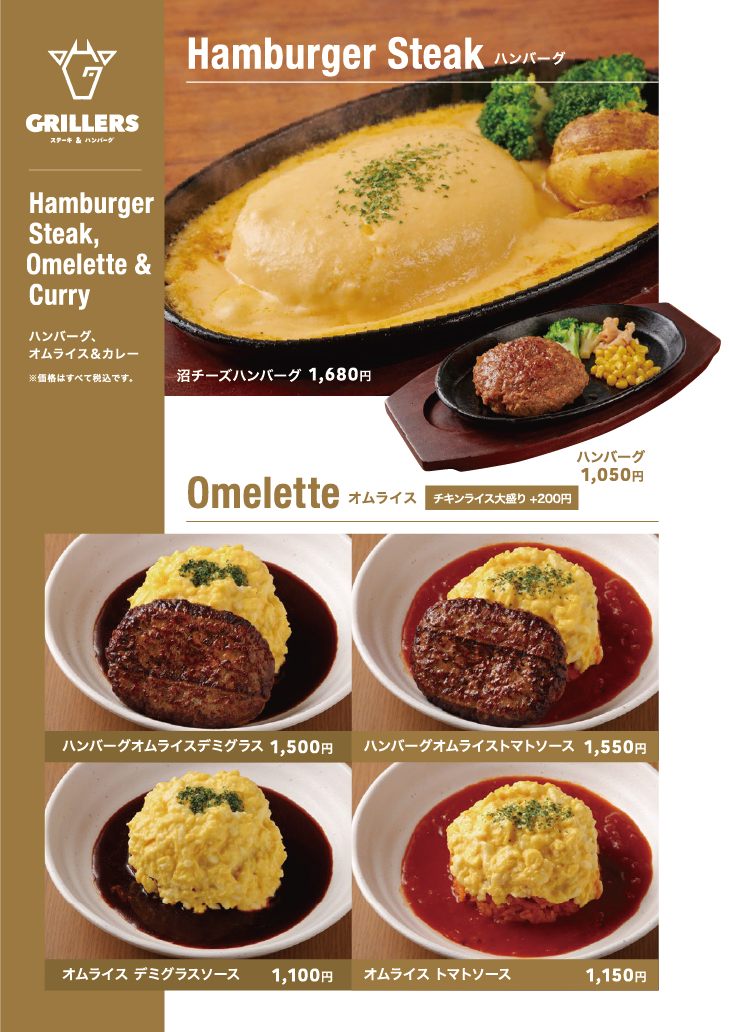 GRILLERS
ステーキ & ハンバーグ
Hamburger
Steak,
Omelette &
Curry
ハンバーグ、
オムライス&カレー
※価格はすべて税込です。
Hamburger Steak ハンバーグ
沼チーズハンバーグ 1,680円
ハンバーグ
1,050円
Omelette オムライス チキンライス大盛り +200円
ハンバーグオムライスデミグラス 1,500円
ハンバーグオムライストマトソース 1,550円
オムライス デミグラスソース 1,100円
オムライス トマトソース 1,150円